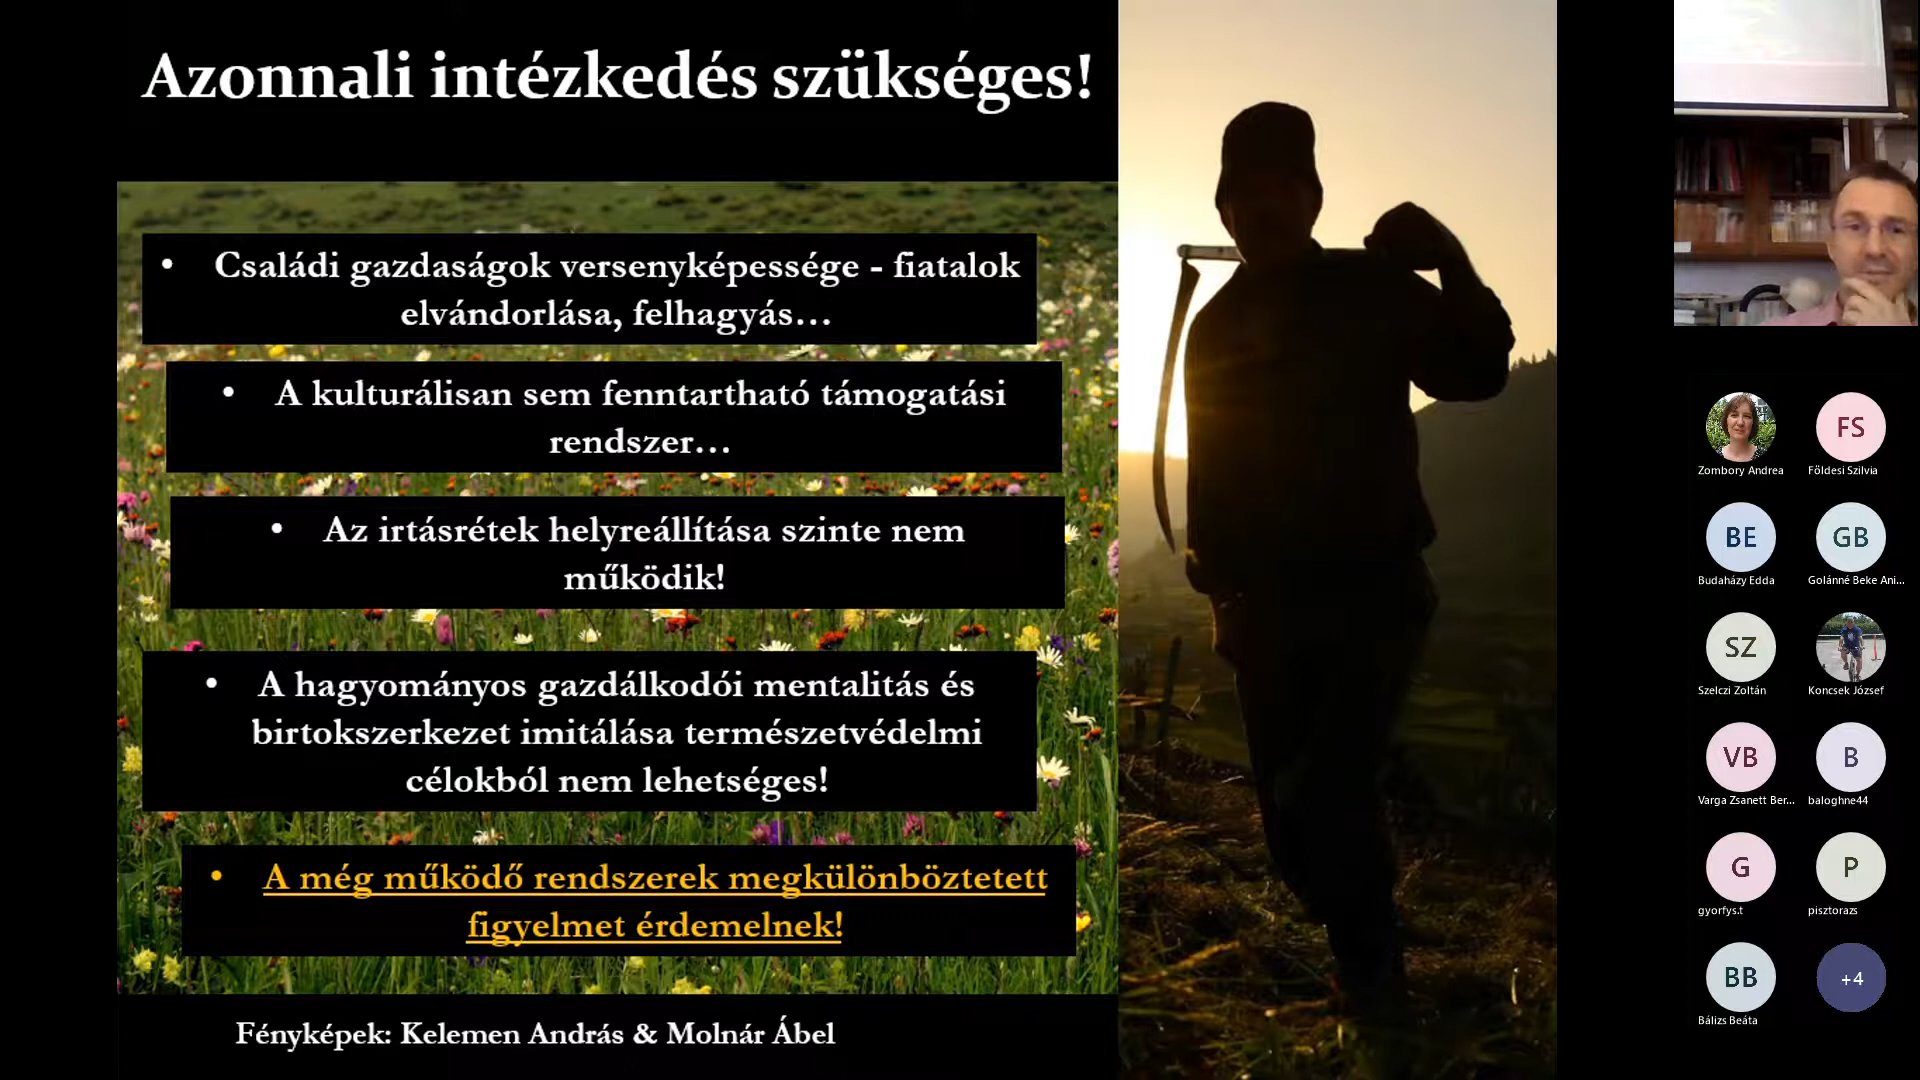 Azonnali intézkedés szükséges!
• Családi gazdaságok versenyképessége - fiatalok
elvándorlása, felhagyás…
• A kulturálisan sem fenntartható támogatási
rendszer…
• Az irtásrétek helyreállítása szinte nem
működik!
• A hagyományos gazdálkodói mentalitás és
birtokszerkezet imitálása természetvédelmi
célokból nem lehetséges!
• A még működő rendszerek megkülönböztetett
figyelmet érdemelnek!
Fényképek: Kelemen András & Molnár Ábel
Zombory Andrea
FS
Földesi Szilvia
BE
Budaházy Edda
GB
Golánné Beke Ani...
SZ
Szelczi Zoltán
Koncsek József
VB
Varga Zsanett Ber...
B
baloghne44
G
gyorfys.t
P
pisztorazs
BB
Bálizs Beáta
+4